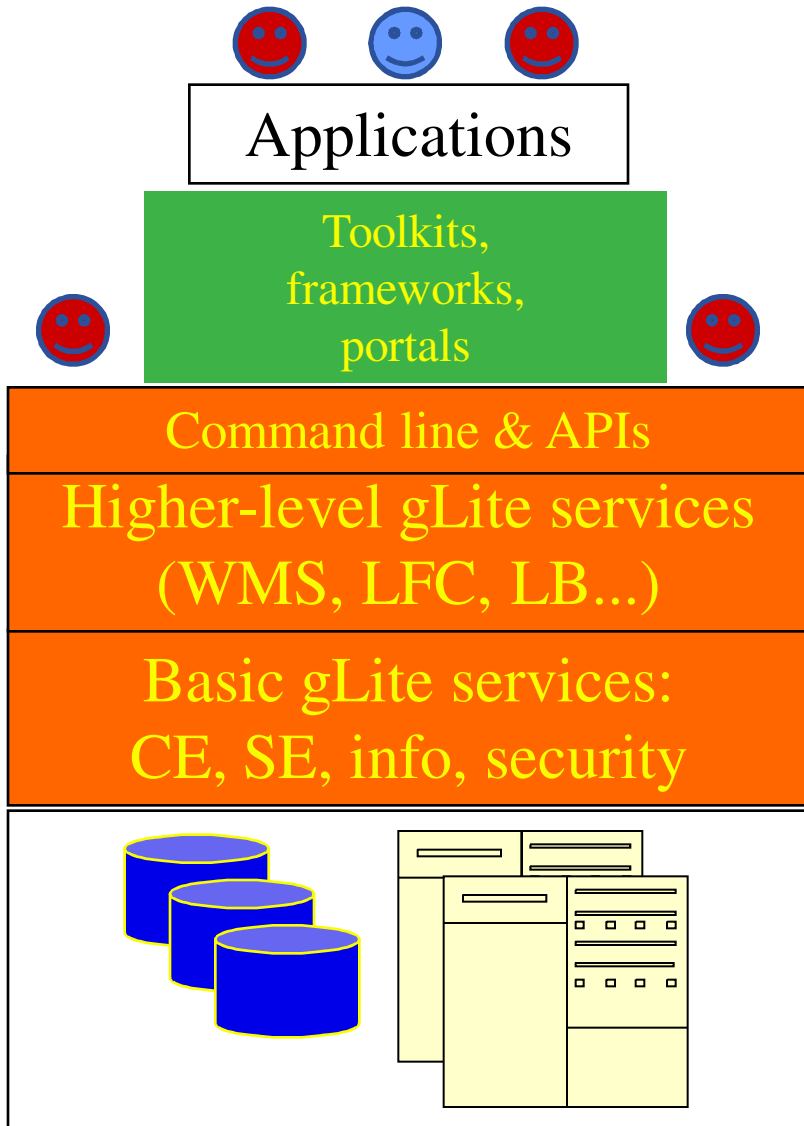 Applications
Toolkits,
frameworks,
portals
Command line & APIs
Higher-level gLite services
(WMS, LFC, LB...)
Basic gLite services:
CE, SE, info, security